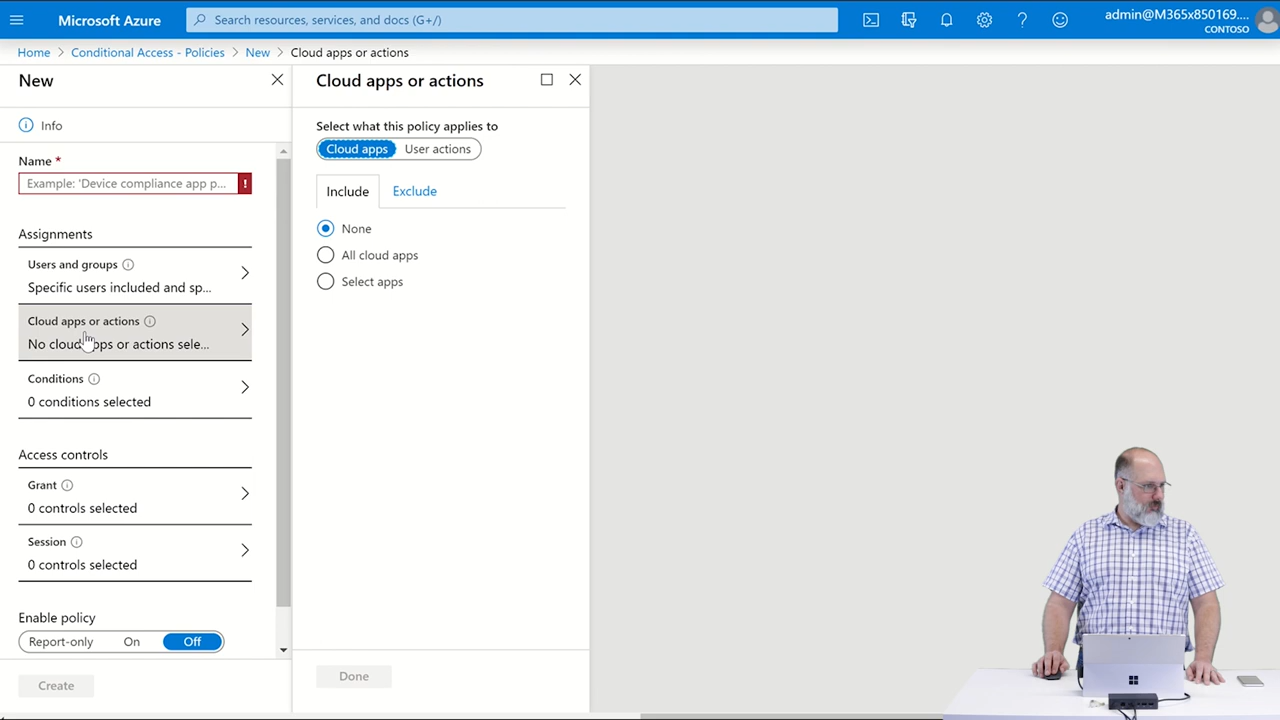 Microsoft Azure
Search resources, services, and docs (G+/)
admin@M365x850169....
CONTOSO
Home > Conditional Access - Policies > New > Cloud apps or actions
New
Info
Name *
Example: 'Device compliance app p...
Assignments
Users and groups
Specific users included and sp...
Cloud apps or actions
No cloud apps or actions sele...
Conditions
0 conditions selected
Access controls
Grant
0 controls selected
Session
0 controls selected
Enable policy
Report-only On Off
Create
Cloud apps or actions
Select what this policy applies to
Cloud apps User actions
Include Exclude
None
All cloud apps
Select apps
Done